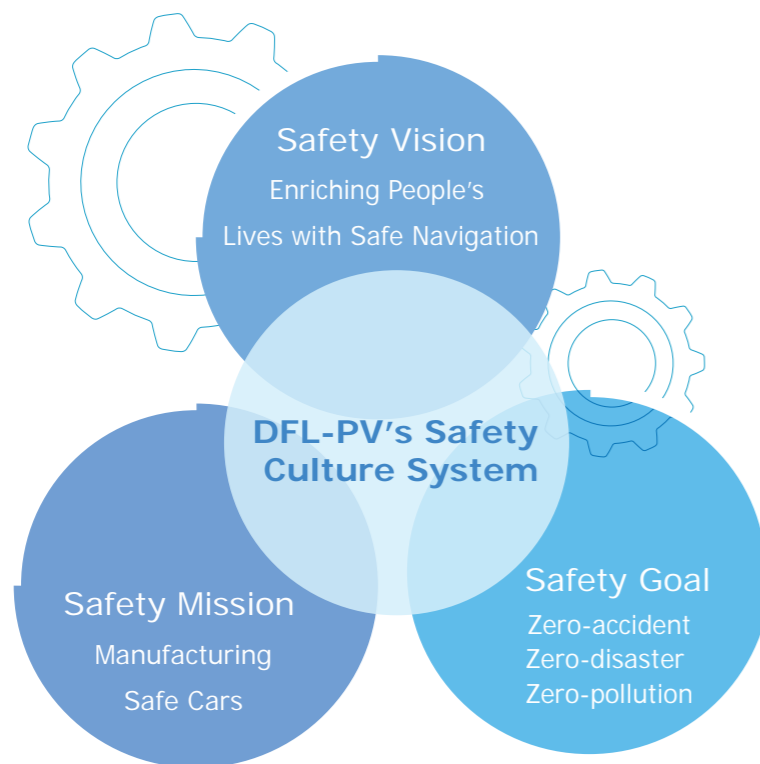 Safety Vision
Enriching People's
Lives with Safe Navigation
DFL-PV's Safety
Culture System
Safety Mission
Manufacturing
Safe Cars
Safety Goal
Zero-accident
Zero-disaster
Zero-pollution